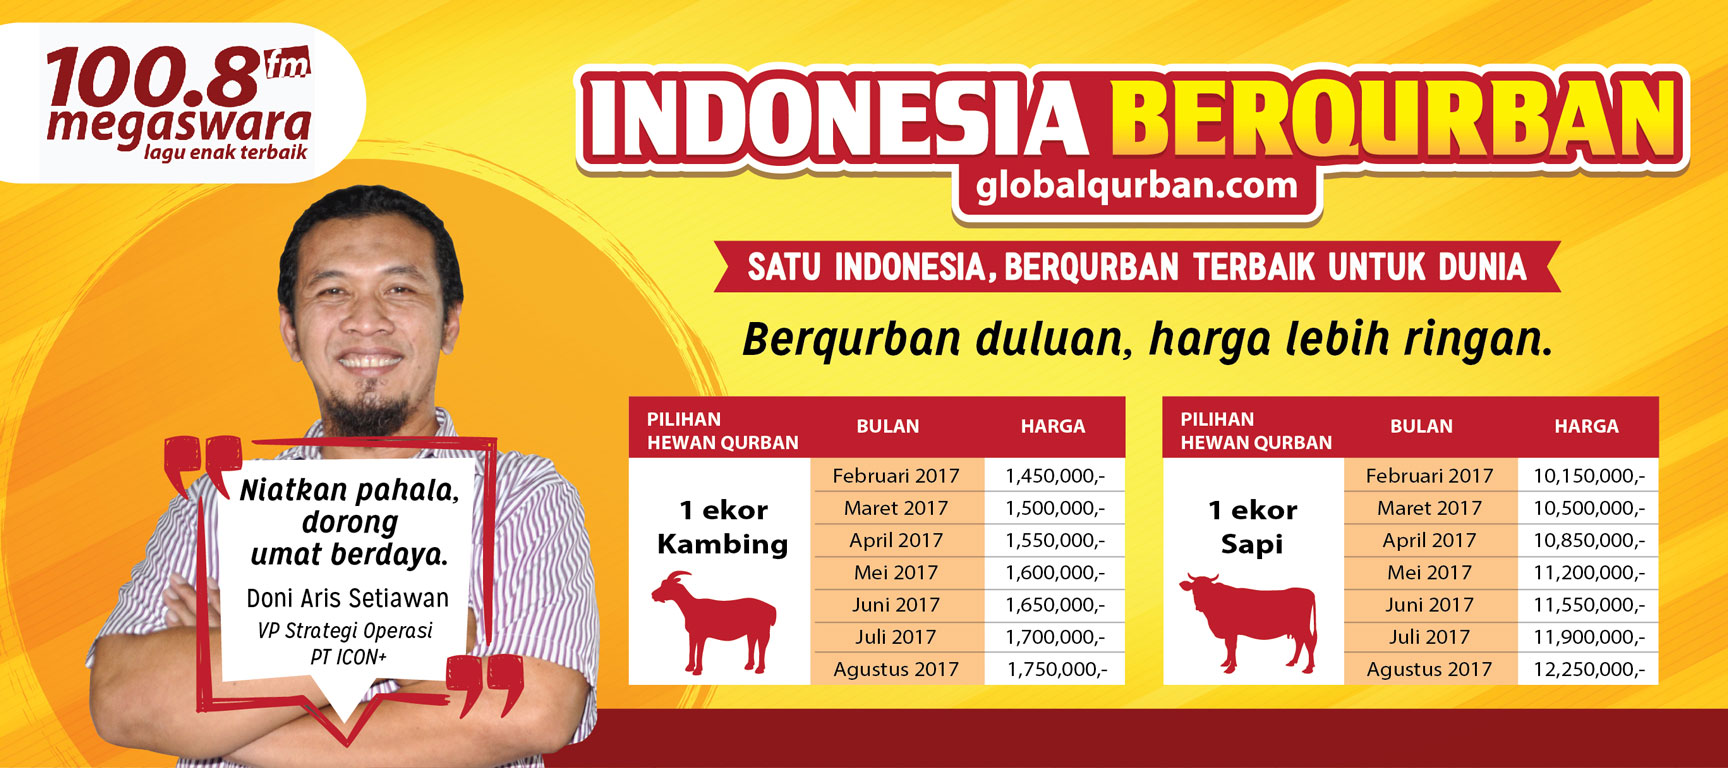 100.8 fm
megaswara
lagu enak terbaik
INDONESIA BERQURBAN
globalqurban.com
SATU INDONESIA, BERQURBAN TERBAIK UNTUK DUNIA
Berqurban duluan, harga lebih ringan.
Niatkan pahala,
dorong
umat berdaya.
Doni Aris Setiawan
VP Strategi Operasi
PT ICON+
PILIHAN
HEWAN QURBAN
BULAN
HARGA
1 ekor
Kambing
Februari 2017 1,450,000,-
Maret 2017 1,500,000,-
April 2017 1,550,000,-
Mei 2017 1,600,000,-
Juni 2017 1,650,000,-
Juli 2017 1,700,000,-
Agustus 2017 1,750,000,-
PILIHAN
HEWAN QURBAN
BULAN
HARGA
1 ekor
Sapi
Februari 2017 10,150,000,-
Maret 2017 10,500,000,-
April 2017 10,850,000,-
Mei 2017 11,200,000,-
Juni 2017 11,550,000,-
Juli 2017 11,900,000,-
Agustus 2017 12,250,000,-